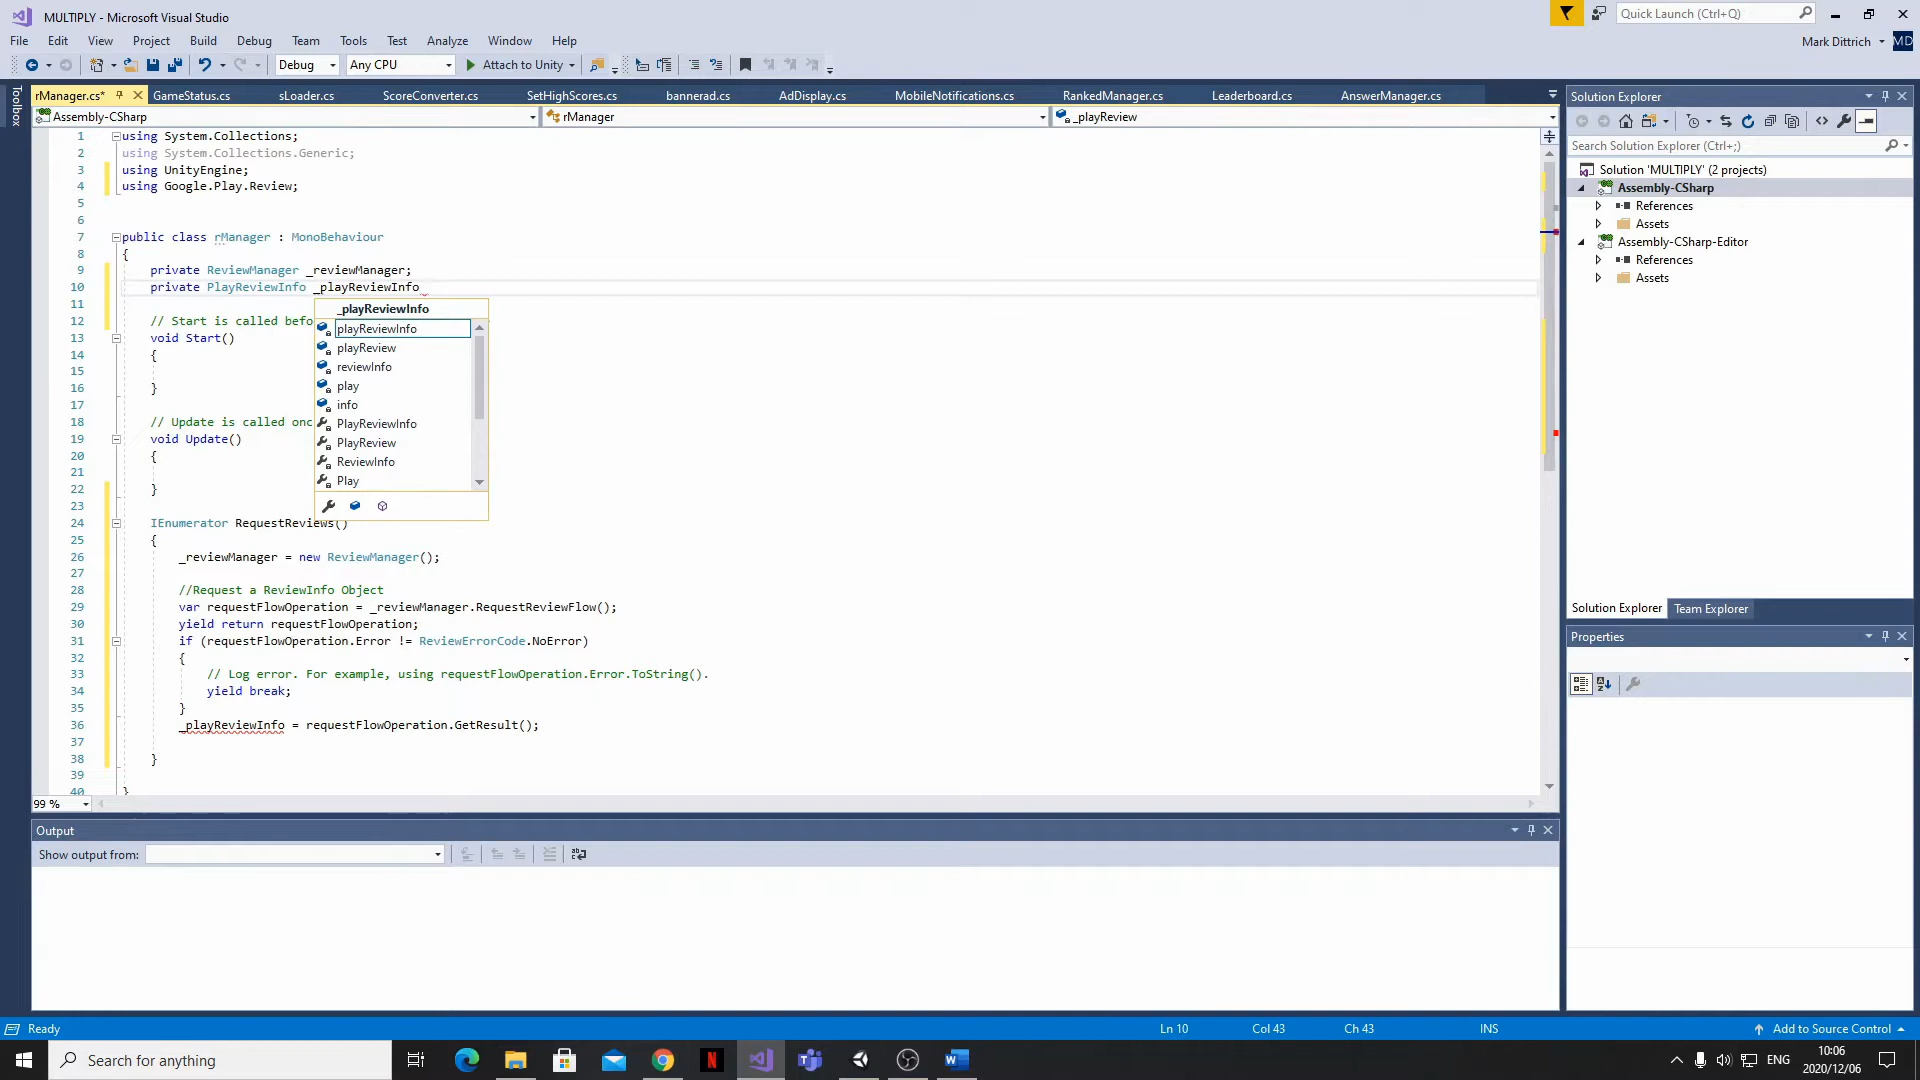 MULTIPLY - Microsoft Visual Studio
Quick Launch (Ctrl+Q)
File Edit View Project Build Debug Team Tools Test Analyze Window Help
Mark Dittrich MD
Debug Any CPU Attach to Unity
Toolbox
rManager.cs* GameStatus.cs sLoader.cs ScoreConverter.cs SetHighScores.cs bannerad.cs AdDisplay.cs MobileNotifications.cs RankedManager.cs Leaderboard.cs AnswerManager.cs
Assembly-CSharp rManager _playReview
1 using System.Collections;
2 using System.Collections.Generic;
3 using UnityEngine;
4 using Google.Play.Review;
5
6
7 public class rManager : MonoBehaviour
8 {
9 private ReviewManager _reviewManager;
10 private PlayReviewInfo _playReviewInfo
11
12 // Start is called befo
13 void Start()
14 {
15
16 }
17
18 // Update is called onc
19 void Update()
20 {
21
22 }
23
24 IEnumerator RequestReviews()
25 {
26 _reviewManager = new ReviewManager();
27
28 //Request a ReviewInfo Object
29 var requestFlowOperation = _reviewManager.RequestReviewFlow();
30 yield return requestFlowOperation;
31 if (requestFlowOperation.Error != ReviewErrorCode.NoError)
32 {
33 // Log error. For example, using requestFlowOperation.Error.ToString().
34 yield break;
35 }
36 _playReviewInfo = requestFlowOperation.GetResult();
37
38 }
39
40 }
_playReviewInfo
playReviewInfo
playReview
reviewInfo
play
info
PlayReviewInfo
PlayReview
ReviewInfo
Play
99 %
Output
Show output from:
Solution Explorer
Search Solution Explorer (Ctrl+;)
Solution 'MULTIPLY' (2 projects)
Assembly-CSharp
References
Assets
Assembly-CSharp-Editor
References
Assets
Solution Explorer Team Explorer
Properties
Ready Ln 10 Col 43 Ch 43 INS Add to Source Control
Search for anything
ENG
10:06
2020/12/06